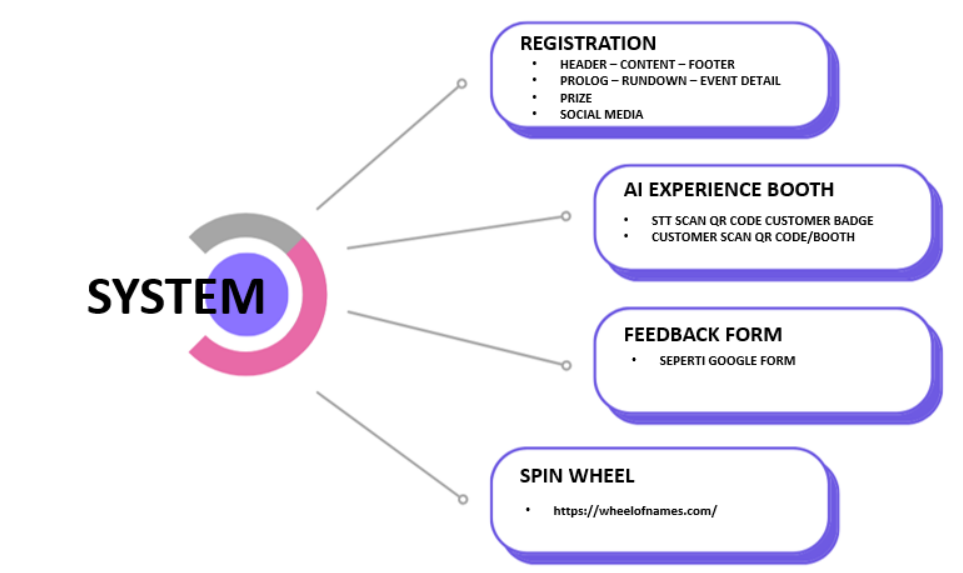 SYSTEM
REGISTRATION
• HEADER – CONTENT – FOOTER
• PROLOG – RUNDOWN – EVENT DETAIL
• PRIZE
• SOCIAL MEDIA
AI EXPERIENCE BOOTH
• STT SCAN QR CODE CUSTOMER BADGE
• CUSTOMER SCAN QR CODE/BOOTH
FEEDBACK FORM
• SEPERTI GOOGLE FORM
SPIN WHEEL
• https://wheelofnames.com/